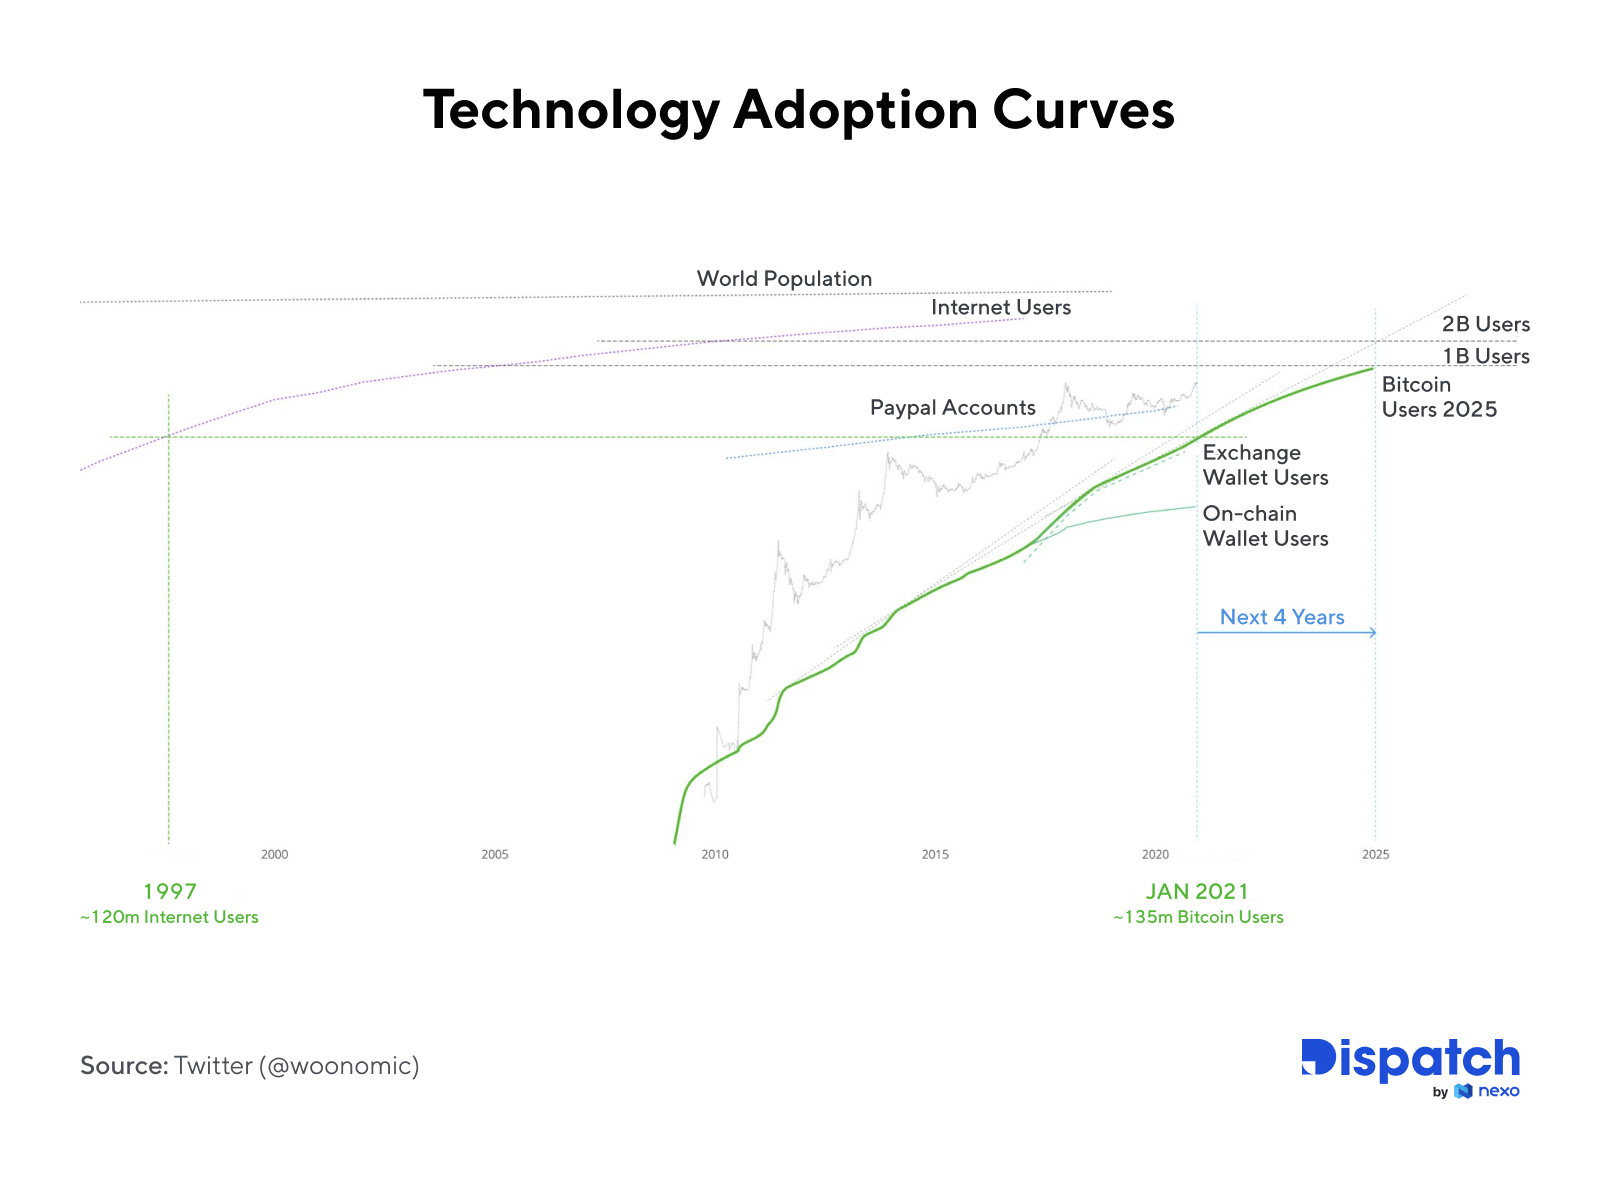 Technology Adoption Curves
World Population
Internet Users
2B Users
1B Users
Bitcoin
Users 2025
Paypal Accounts
Exchange
Wallet Users
On-chain
Wallet Users
Next 4 Years
2000
2005
2010
2015
2020
2025
1997
~120m Internet Users
JAN 2021
~135m Bitcoin Users
Source: Twitter (@woonomic)
Dispatch
by nexo